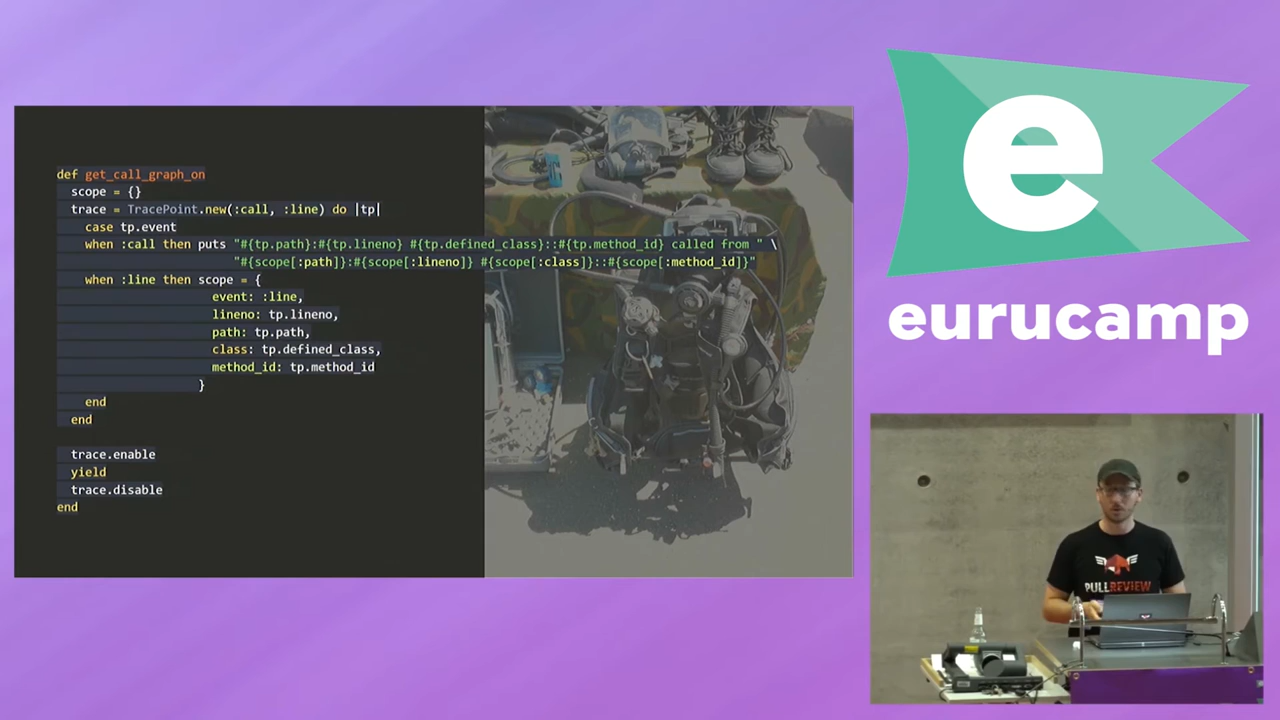 def get_call_graph_on
scope = {}
trace = TracePoint.new(:call, :line) do |tp|
case tp.event
when :call then puts "#{tp.path}:#{tp.lineno} #{tp.defined_class}::#{tp.method_id} called from " \
"#{scope[:path]}:#{scope[:lineno]} #{scope[:class]}::#{scope[:method_id]}"
when :line then scope = {
event: :line,
lineno: tp.lineno,
path: tp.path,
class: tp.defined_class,
method_id: tp.method_id
}
end
end
trace.enable
yield
trace.disable
end
e
eurucamp
PULLREVIEW